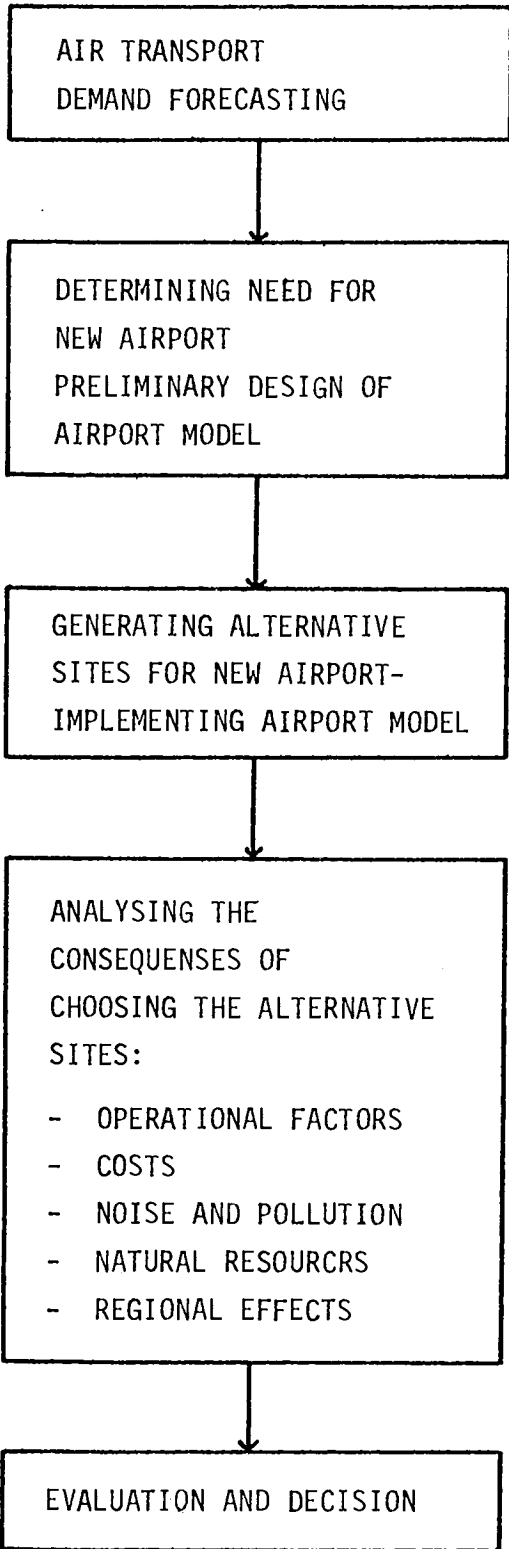 AIR TRANSPORT
DEMAND FORECASTING
DETERMINING NEED FOR
NEW AIRPORT
PRELIMINARY DESIGN OF
AIRPORT MODEL
GENERATING ALTERNATIVE
SITES FOR NEW AIRPORT-
IMPLEMENTING AIRPORT MODEL
ANALYSING THE
CONSEQUENSES OF
CHOOSING THE ALTERNATIVE
SITES:
- OPERATIONAL FACTORS
- COSTS
- NOISE AND POLLUTION
- NATURAL RESOURCRS
- REGIONAL EFFECTS
EVALUATION AND DECISION